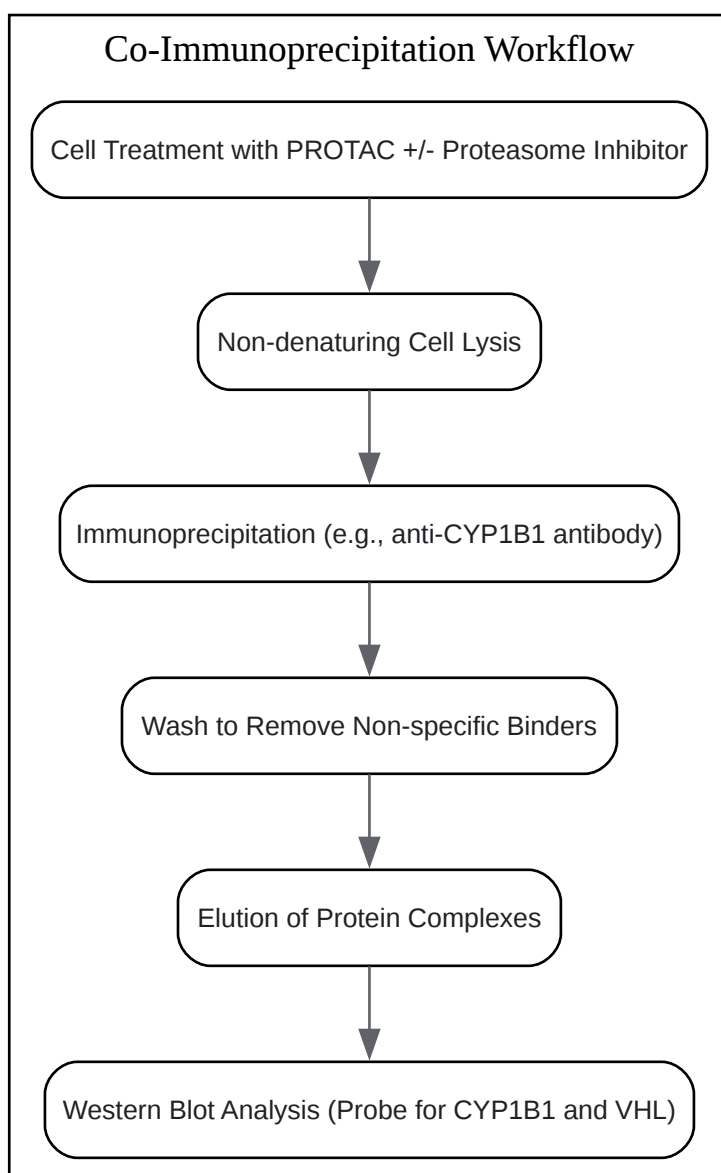 Co-Immunoprecipitation Workflow
Cell Treatment with PROTAC +/- Proteasome Inhibitor
Non-denaturing Cell Lysis
Immunoprecipitation (e.g., anti-CYP1B1 antibody)
Wash to Remove Non-specific Binders
Elution of Protein Complexes
Western Blot Analysis (Probe for CYP1B1 and VHL)